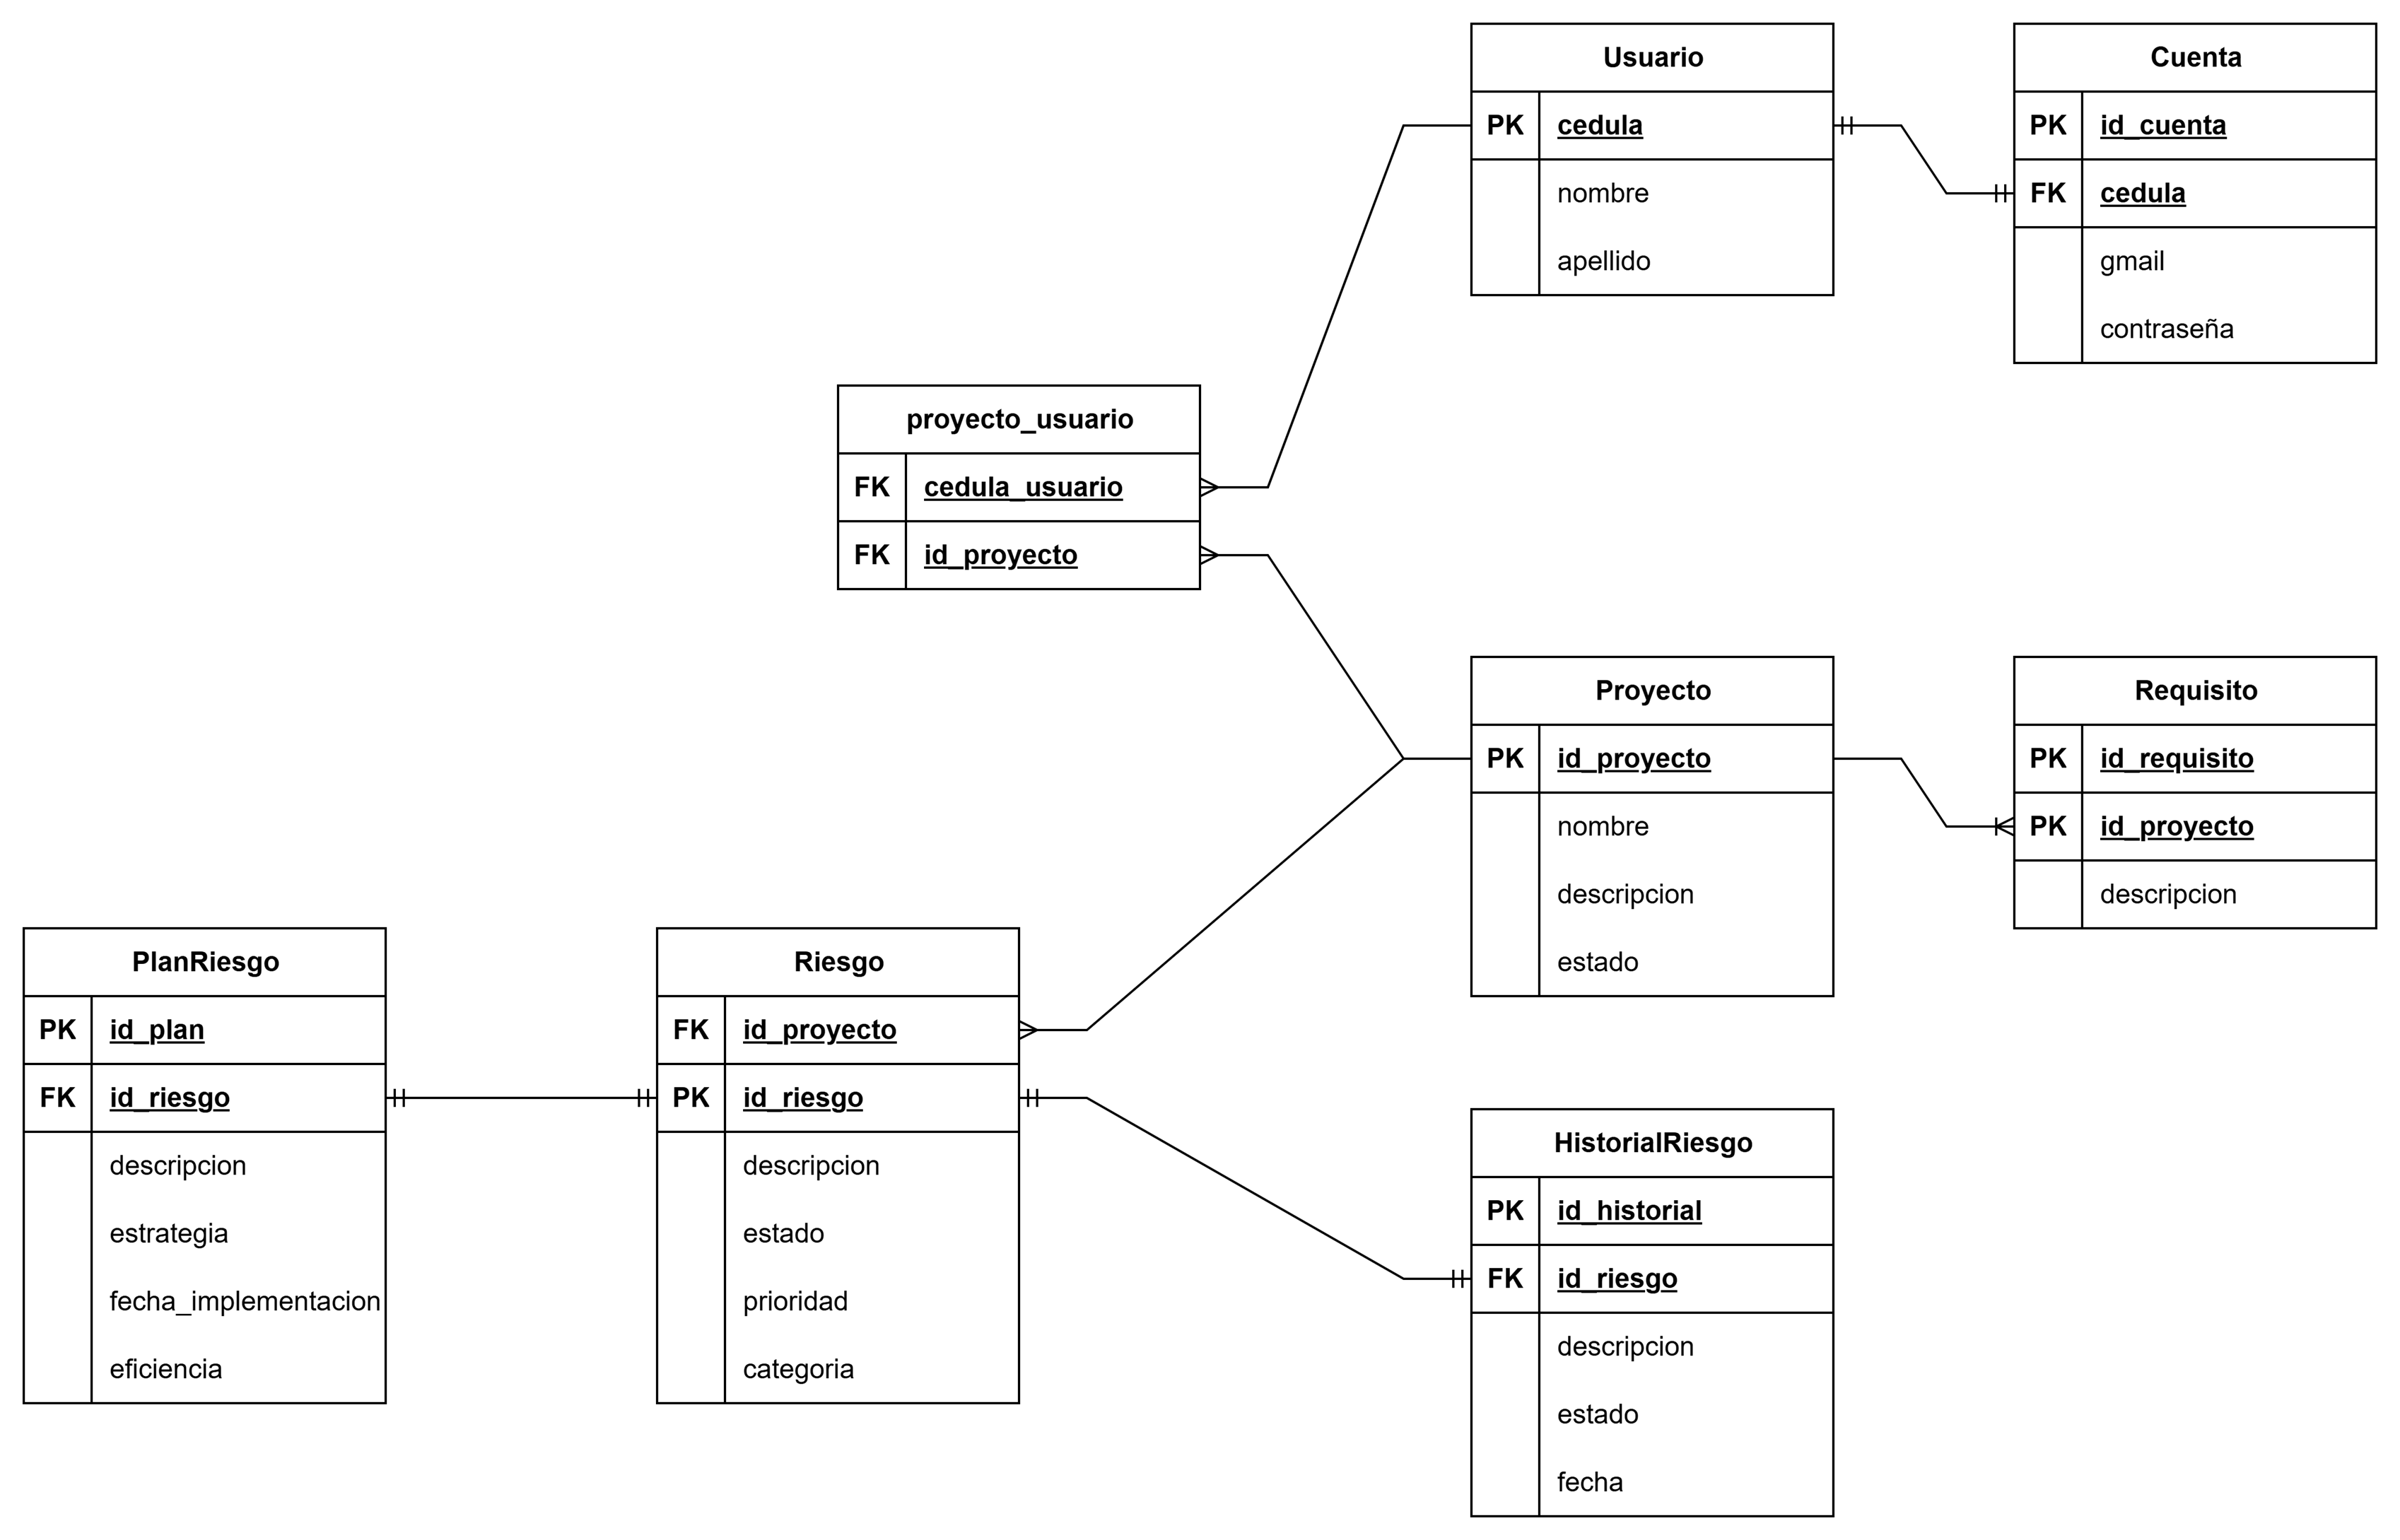 Usuario
PK cedula
nombre
apellido
Cuenta
PK id_cuenta
FK cedula
gmail
contraseña
proyecto_usuario
FK cedula_usuario
FK id_proyecto
Proyecto
PK id_proyecto
nombre
descripcion
estado
Requisito
PK id_requisito
PK id_proyecto
descripcion
PlanRiesgo
PK id_plan
FK id_riesgo
descripcion
estrategia
fecha_implementacion
eficiencia
Riesgo
FK id_proyecto
PK id_riesgo
descripcion
estado
prioridad
categoria
HistorialRiesgo
PK id_historial
FK id_riesgo
descripcion
estado
fecha